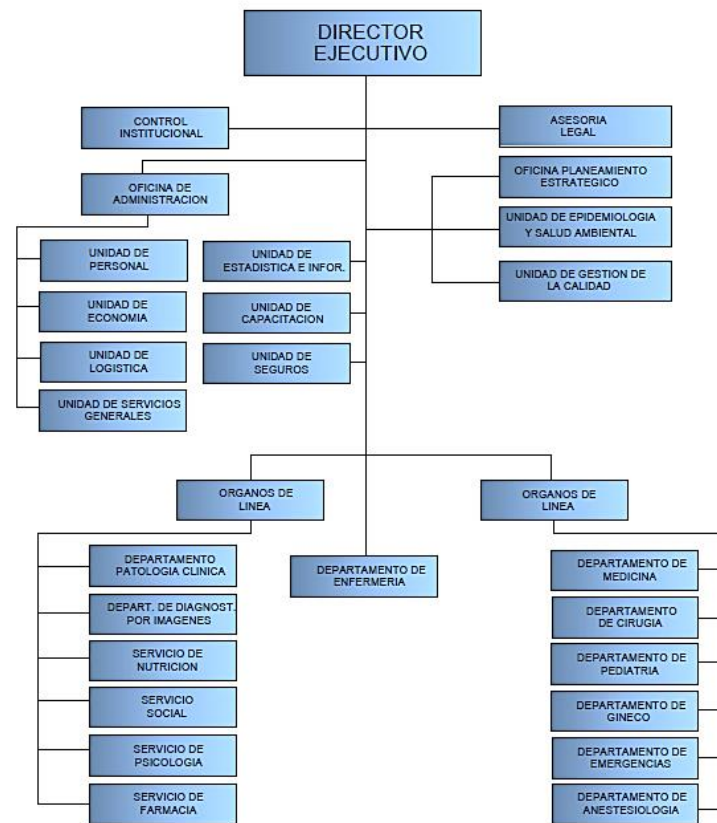 DIRECTOR
EJECUTIVO
CONTROL
INSTITUCIONAL
ASESORIA
LEGAL
OFICINA DE
ADMINISTRACION
OFICINA PLANEAMIENTO
ESTRATEGICO
UNIDAD DE EPIDEMIOLOGIA
Y SALUD AMBIENTAL
UNIDAD DE GESTION DE
LA CALIDAD
UNIDAD DE
PERSONAL
UNIDAD DE
ECONOMIA
UNIDAD DE
LOGISTICA
UNIDAD DE SERVICIOS
GENERALES
UNIDAD DE
ESTADISTICA E INFOR.
UNIDAD DE
CAPACITACION
UNIDAD DE
SEGUROS
ORGANOS DE
LINEA
ORGANOS DE
LINEA
DEPARTAMENTO
PATOLOGIA CLINICA
DEPART. DE DIAGNOST.
POR IMAGENES
SERVICIO DE
NUTRICION
SERVICIO
SOCIAL
SERVICIO DE
PSICOLOGIA
SERVICIO DE
FARMACIA
DEPARTAMENTO DE
ENFERMERIA
DEPARTAMENTO DE
MEDICINA
DEPARTAMENTO
DE CIRUGIA
DEPARTAMENTO DE
PEDIATRIA
DEPARTAMENTO DE
GINECO
DEPARTAMENTO DE
EMERGENCIAS
DEPARTAMENTO DE
ANESTESIOLOGIA